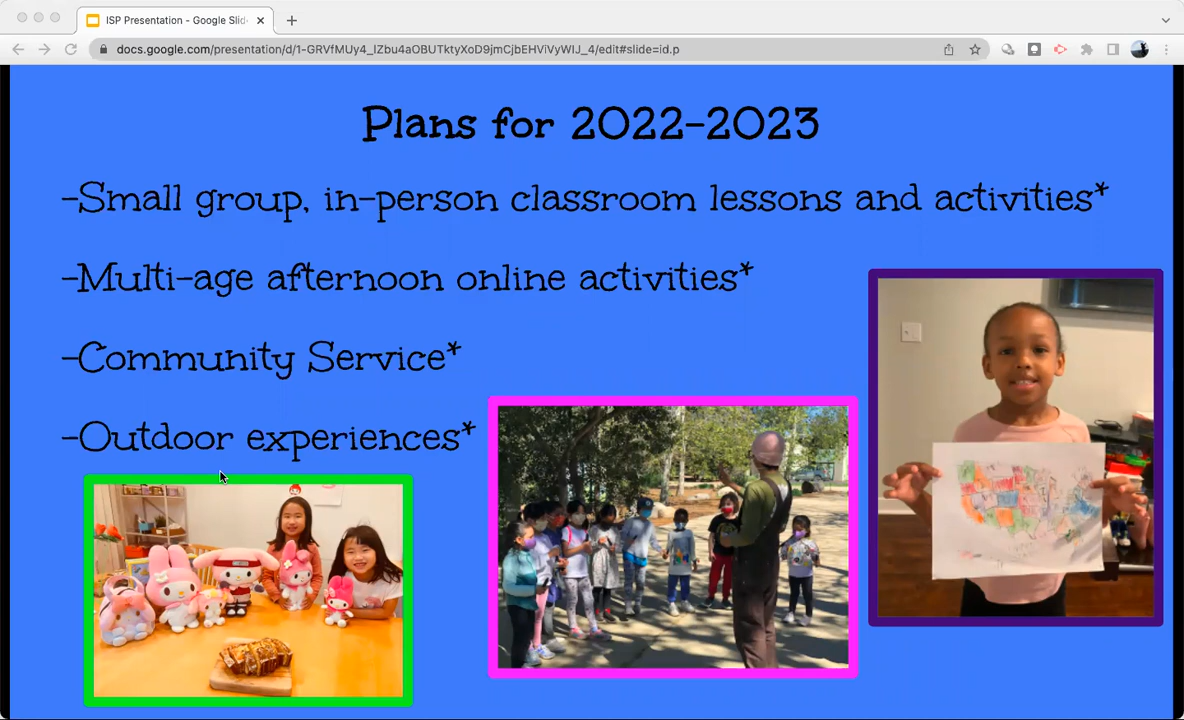 ISP Presentation - Google Slid
docs.google.com/presentation/d/1-GRVfMUy4_IZbu4aOBUTktyXoD9jmCjbEHViVyWIJ_4/edit#slide=id.p
Plans for 2022-2023
-Small group, in-person classroom lessons and activities*
-Multi-age afternoon online activities*
-Community Service*
-Outdoor experiences*